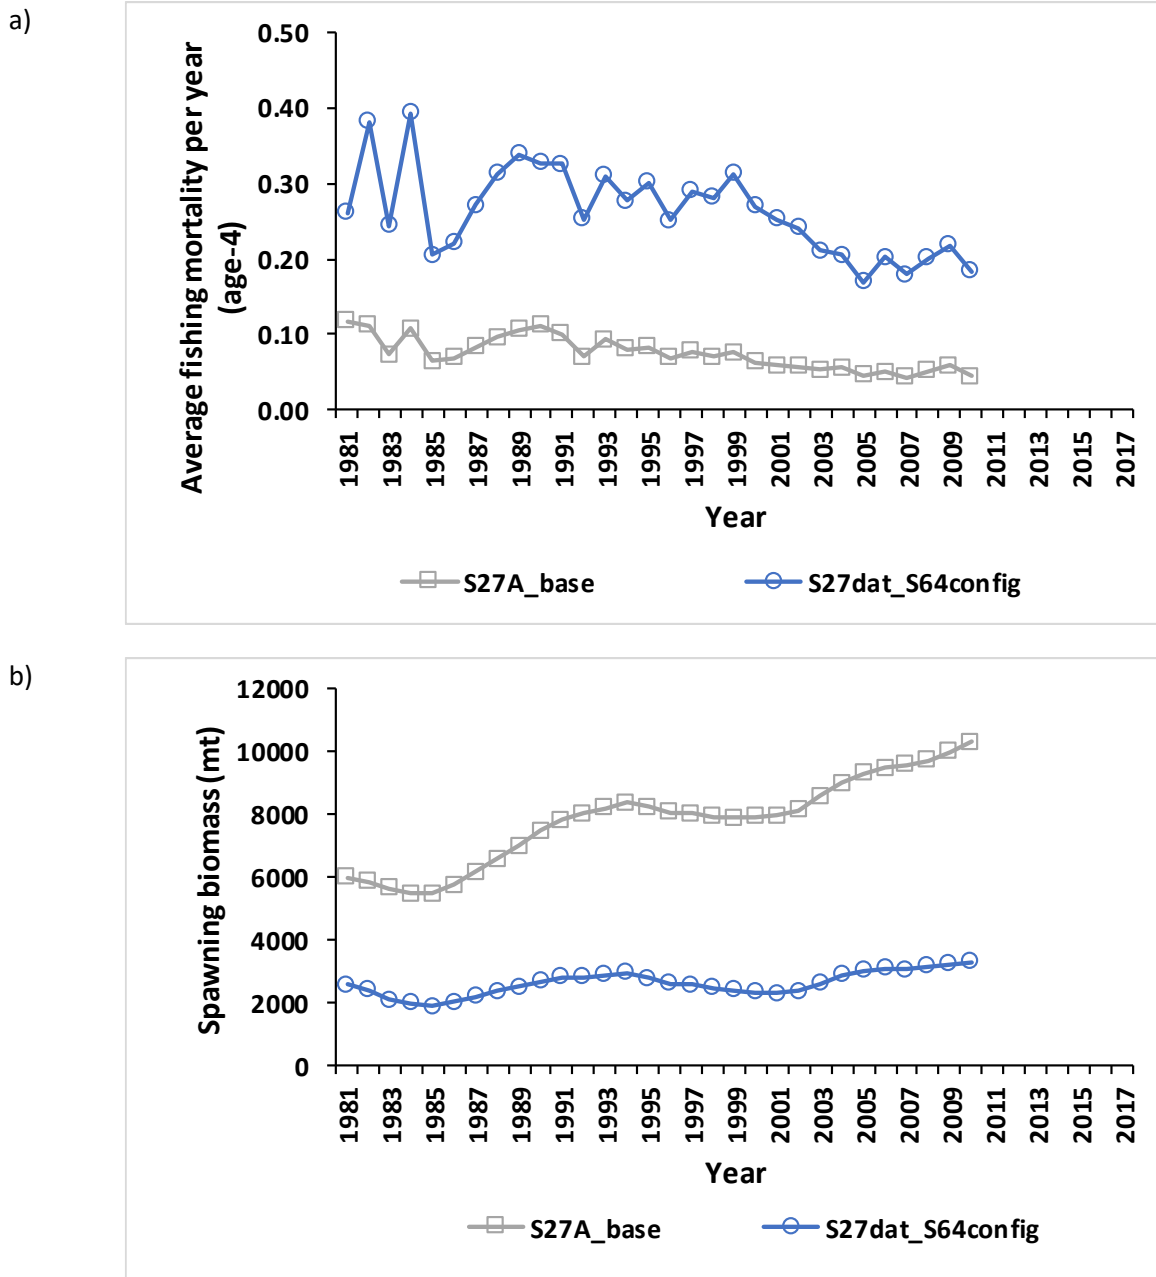 a)
Average fishing mortality per year
(age-4)
0.50
0.40
0.30
0.20
0.10
0.00
1981 1983 1985 1987 1989 1991 1993 1995 1997 1999 2001 2003 2005 2007 2009 2011 2013 2015 2017
Year
S27A_base S27dat_S64config
b)
Spawning biomass (mt)
12000
10000
8000
6000
4000
2000
0
1981 1983 1985 1987 1989 1991 1993 1995 1997 1999 2001 2003 2005 2007 2009 2011 2013 2015 2017
Year
S27A_base S27dat_S64config